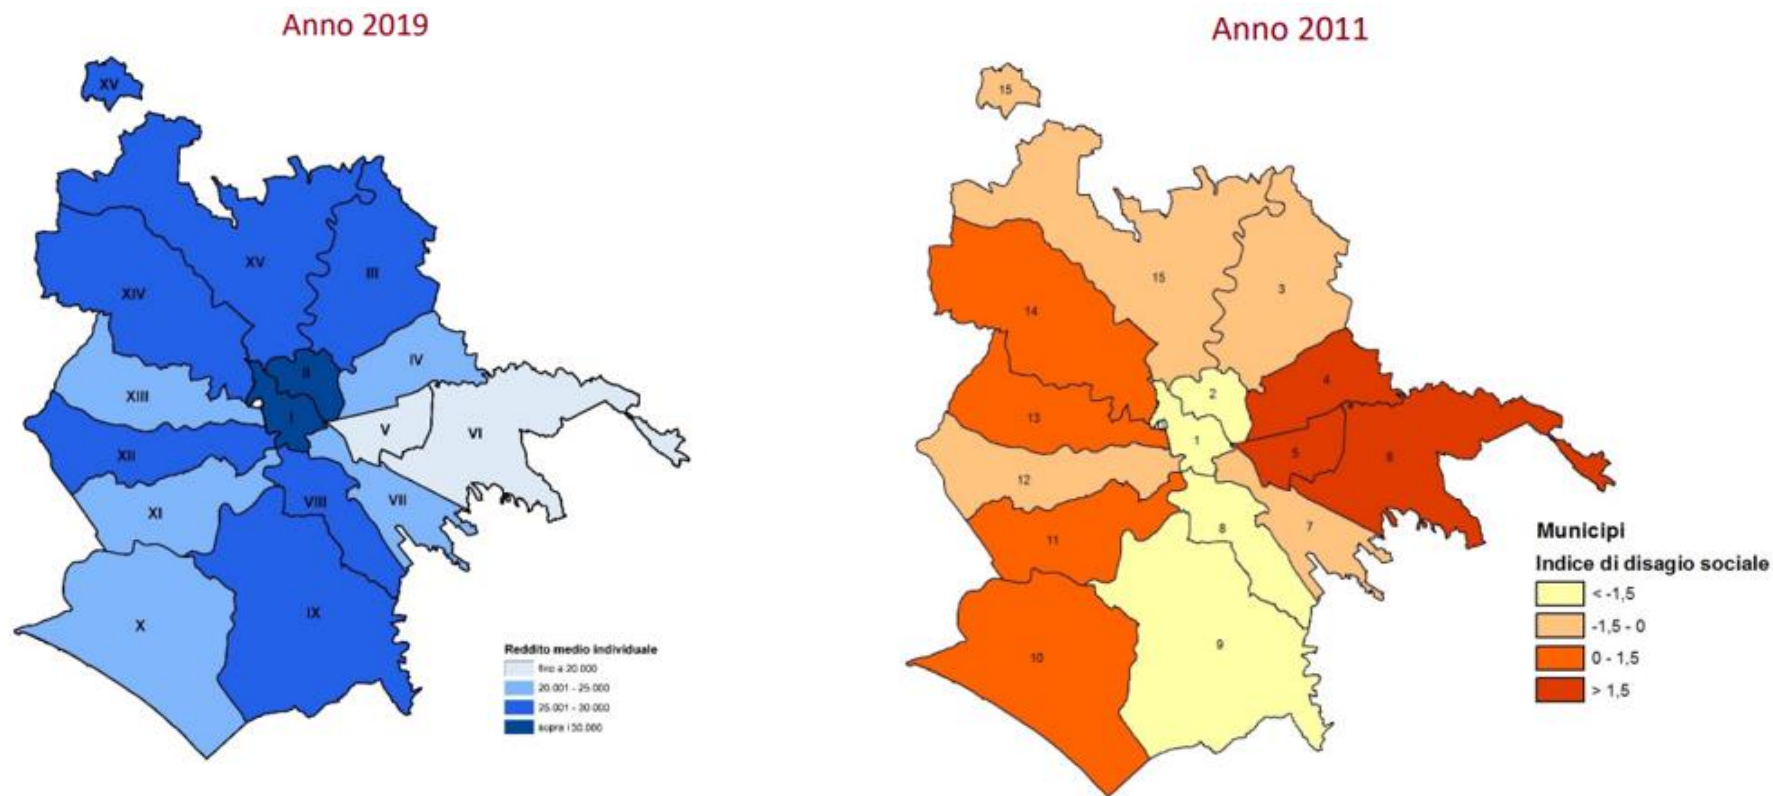 Anno 2019
XV
XV
III
XIV
IV
II
XIII
I
V
VI
XII
VIII
VII
XI
IX
X
Reddito medio individuale
fino a 20.000
20.001 - 25.000
25.001 - 30.000
sopra i 30.000
Anno 2011
15
15
3
14
4
2
13
1
5
6
12
7
8
11
9
10
Municipi
Indice di disagio sociale
< -1,5
-1,5 - 0
0 - 1,5
> 1,5